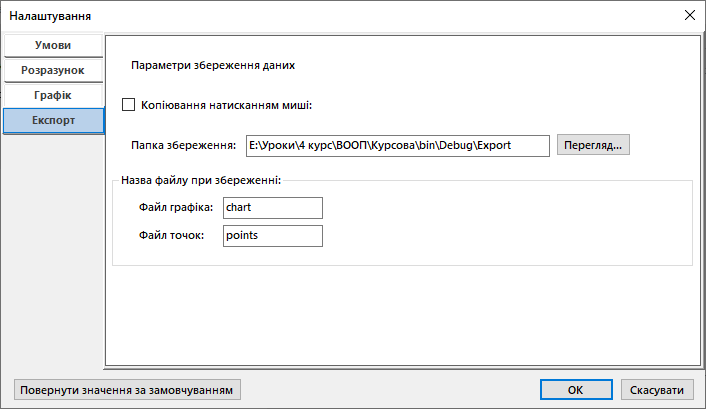 Налаштування
Умови
Розразунок
Графік
Експорт
Параметри збереження даних
Копіювання натисканням миші:
Папка збереження: E:\Уроки\4 курс\ВООП\Курсова\bin\Debug\Export Перегляд...
Назва файлу при збереженні:
Файл графіка: chart
Файл точок: points
Повернути значення за замовчуванням OK Скасувати